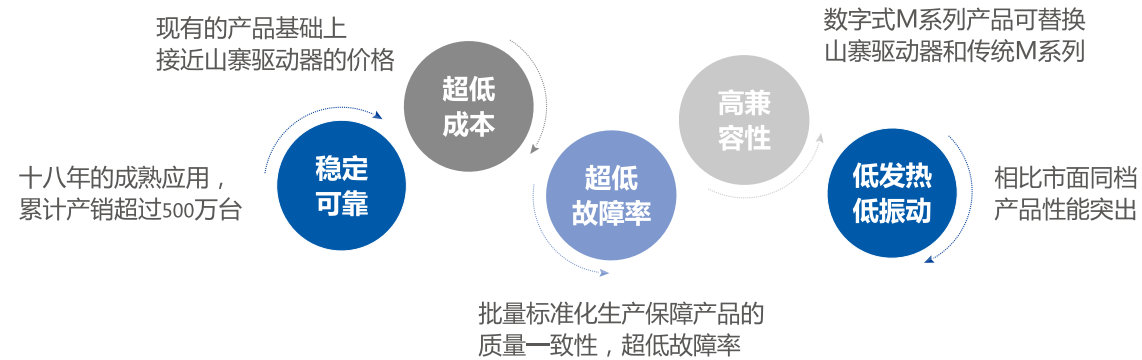 稳定
可靠
十八年的成熟应用，
累计产销超过500万台
现有的产品基础上
接近山寨驱动器的价格
超低
成本
超低
故障率
批量标准化生产保障产品的
质量一致性，超低故障率
高兼
容性
数字式M系列产品可替换
山寨驱动器和传统M系列
低发热
低振动
相比市面同档
产品性能突出